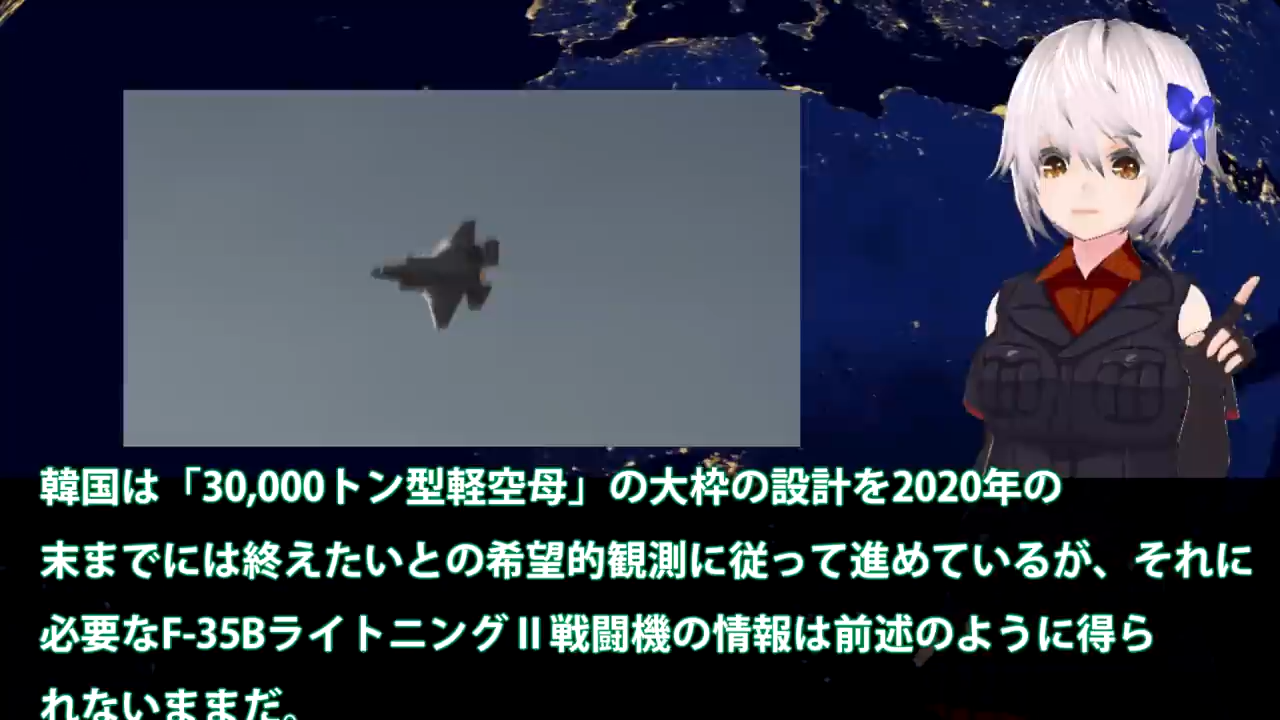 韓国は「30,000トン型軽空母」の大枠の設計を2020年の
末までには終えたいとの希望的観測に従って進めているが、それに
必要なF-35BライトニングⅡ戦闘機の情報は前述のように得ら
れないままだ。